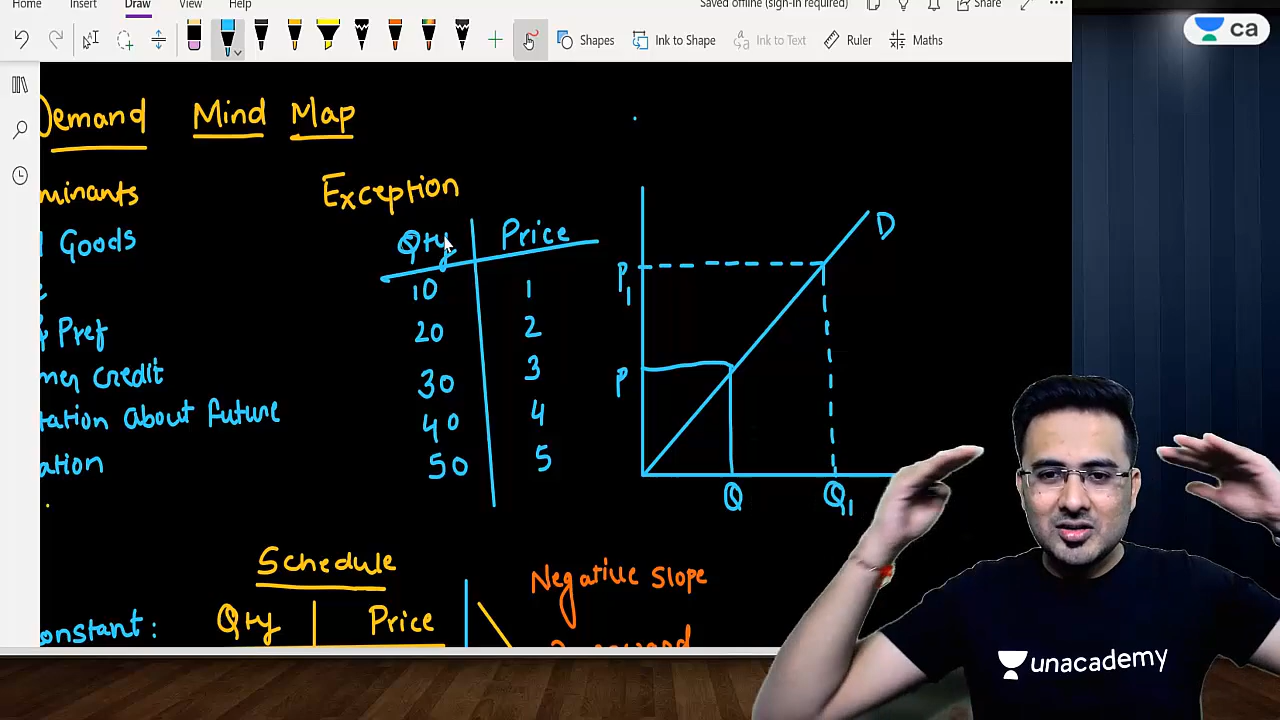 Home Insert Draw View Help Saved offline (sign-in required) Share
Shapes Ink to Shape Ink to Text Ruler Maths
ca
Demand Mind Map
minants
Goods
Pref
mer Credit
tation about future
ation
Exception
Qty Price
10 1
20 2
30 3
40 4
50 5
D
P1
P
Q Q1
Schedule
Qty Price
onstant:
Negative slope
unacademy